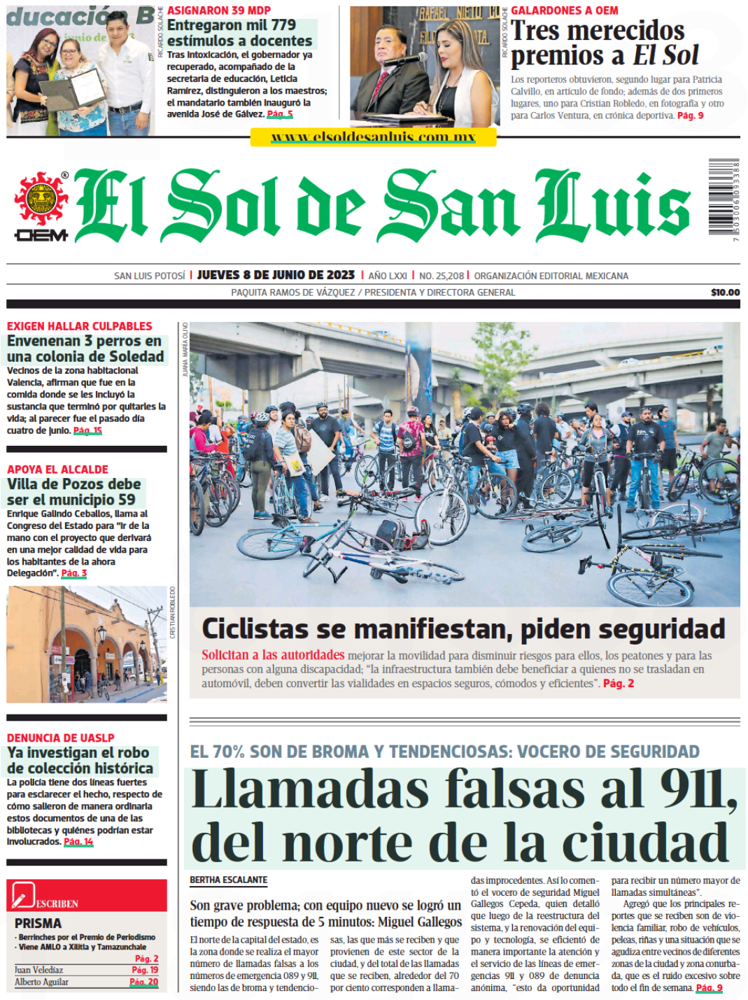 ducación B
junio de 3
RICARDO SOLACHE
ASIGNARON 39 MDP
Entregaron mil 779
estímulos a docentes
Tras intoxicación, el gobernador ya
recuperado, acompañado de la
secretaria de educación, Leticia
Ramírez, distinguieron a los maestros;
el mandatario también inauguró la
avenida José de Gálvez. Pág. 5
RAFAEL NIETO
RICARDO SOLACHE
GALARDONES A OEM
Tres merecidos
premios a El Sol
Los reporteros obtuvieron, segundo lugar para Patricia
Calvillo, en artículo de fondo; además de dos primeros
lugares, uno para Cristian Robledo, en fotografía y otro
para Carlos Ventura, en crónica deportiva. Pág. 9
www.elsoldesanluis.com.mx
OEM ®
El Sol de San Luis
7 503006 093388
SAN LUIS POTOSÍ | JUEVES 8 DE JUNIO DE 2023 | AÑO LXXI | NO. 25,208 | ORGANIZACIÓN EDITORIAL MEXICANA
PAQUITA RAMOS DE VÁZQUEZ / PRESIDENTA Y DIRECTORA GENERAL
$10.00
EXIGEN HALLAR CULPABLES
Envenenan 3 perros en
una colonia de Soledad
Vecinos de la zona habitacional
Valencia, afirman que fue en la
comida donde se les incluyó la
sustancia que terminó por quitarles la
vida; al parecer fue el pasado día
cuatro de junio. Pág. 15
APOYA EL ALCALDE
Villa de Pozos debe
ser el municipio 59
Enrique Galindo Ceballos, llama al
Congreso del Estado para “ir de la
mano con el proyecto que derivará
en una mejor calidad de vida para
los habitantes de la ahora
Delegación”. Pág. 3
CRISTIAN ROBLEDO
DENUNCIA DE UASLP
Ya investigan el robo
de colección histórica
La policía tiene dos líneas fuertes
para esclarecer el hecho, respecto de
cómo salieron de manera ordinaria
estos documentos de una de las
bibliotecas y quiénes podrían estar
involucrados. Pág. 14
ESCRIBEN
PRISMA
· Berrinches por el Premio de Periodismo
· Viene AMLO a Xilitla y Tamazunchale
Pág. 2
Juan Veledíaz Pág. 19
Alberto Aguilar Pág. 20
JUANA MARÍA OLIVO
Ciclistas se manifiestan, piden seguridad
Solicitan a las autoridades mejorar la movilidad para disminuir riesgos para ellos, los peatones y para las
personas con alguna discapacidad; “la infraestructura también debe beneficiar a quienes no se trasladan en
automóvil, deben convertir las vialidades en espacios seguros, cómodos y eficientes”. Pág. 2
EL 70% SON DE BROMA Y TENDENCIOSAS: VOCERO DE SEGURIDAD
Llamadas falsas al 911,
del norte de la ciudad
BERTHA ESCALANTE
Son grave problema; con equipo nuevo se logró un
tiempo de respuesta de 5 minutos: Miguel Gallegos
El norte de la capital del estado, es
la zona donde se realiza el mayor
número de llamadas falsas a los
números de emergencia 089 y 911,
siendo las de broma y tendencio-
sas, las que más se reciben y que
provienen de este sector de la
ciudad, y del total de las llamadas
que se reciben, alrededor del 70
por ciento corresponden a llama-
das improcedentes. Así lo comen-
tó el vocero de seguridad Miguel
Gallegos Cepeda, quien detalló
que luego de la reestructura del
sistema, y la renovación del equi-
po y tecnología, se eficientó de
manera importante la atención y
el servicio de las líneas de emer-
gencias 911 y 089 de denuncia
anónima, “esto da oportunidad
para recibir un número mayor de
llamadas simultáneas”.
Agregó que los principales re-
portes que se reciben son de vio-
lencia familiar, robo de vehículos,
peleas, riñas y una situación que se
agudiza entre vecinos de diferentes
zonas de la ciudad y zona conurba-
da, que es el ruido excesivo sobre
todo el fin de semana. Pág. 9